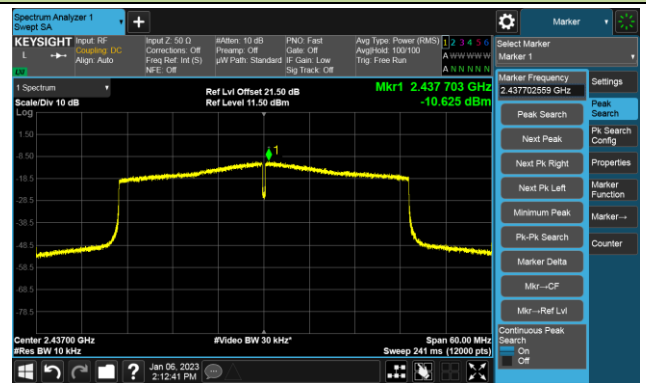 Spectrum Analyzer 1
Swept SA
KEYSIGHT
L
LW
Input: RF
Coupling: DC
Align: Auto
Input Z: 50 Ω
Corrections: Off
Freq Ref: Int (S)
NFE: Off
#Atten: 10 dB
Preamp: Off
µW Path: Standard
PNO: Fast
Gate: Off
IF Gain: Low
Sig Track: Off
Avg Type: Power (RMS)
Avg|Hold: 100/100
Trig: Free Run
1 2 3 4 5 6
A W W W W W
A N N N N N
1 Spectrum
Scale/Div 10 dB
Log
Ref Lvl Offset 21.50 dB
Ref Level 11.50 dBm
Mkr1 2.437 703 GHz
-10.625 dBm
1
1.50
-8.50
-18.5
-28.5
-38.5
-48.5
-58.5
-68.5
-78.5
Center 2.43700 GHz
#Res BW 10 kHz
#Video BW 30 kHz*
Span 60.00 MHz
Sweep 241 ms (12000 pts)
Jan 06, 2023
2:12:41 PM
?
Marker
Select Marker
Marker 1
Marker Frequency
2.437702559 GHz
Peak Search
Next Peak
Next Pk Right
Next Pk Left
Minimum Peak
Pk-Pk Search
Marker Delta
Mkr→CF
Mkr→Ref Lvl
Continuous Peak
Search
On
Off
Settings
Peak
Search
Pk Search
Config
Properties
Marker
Function
Marker→
Counter